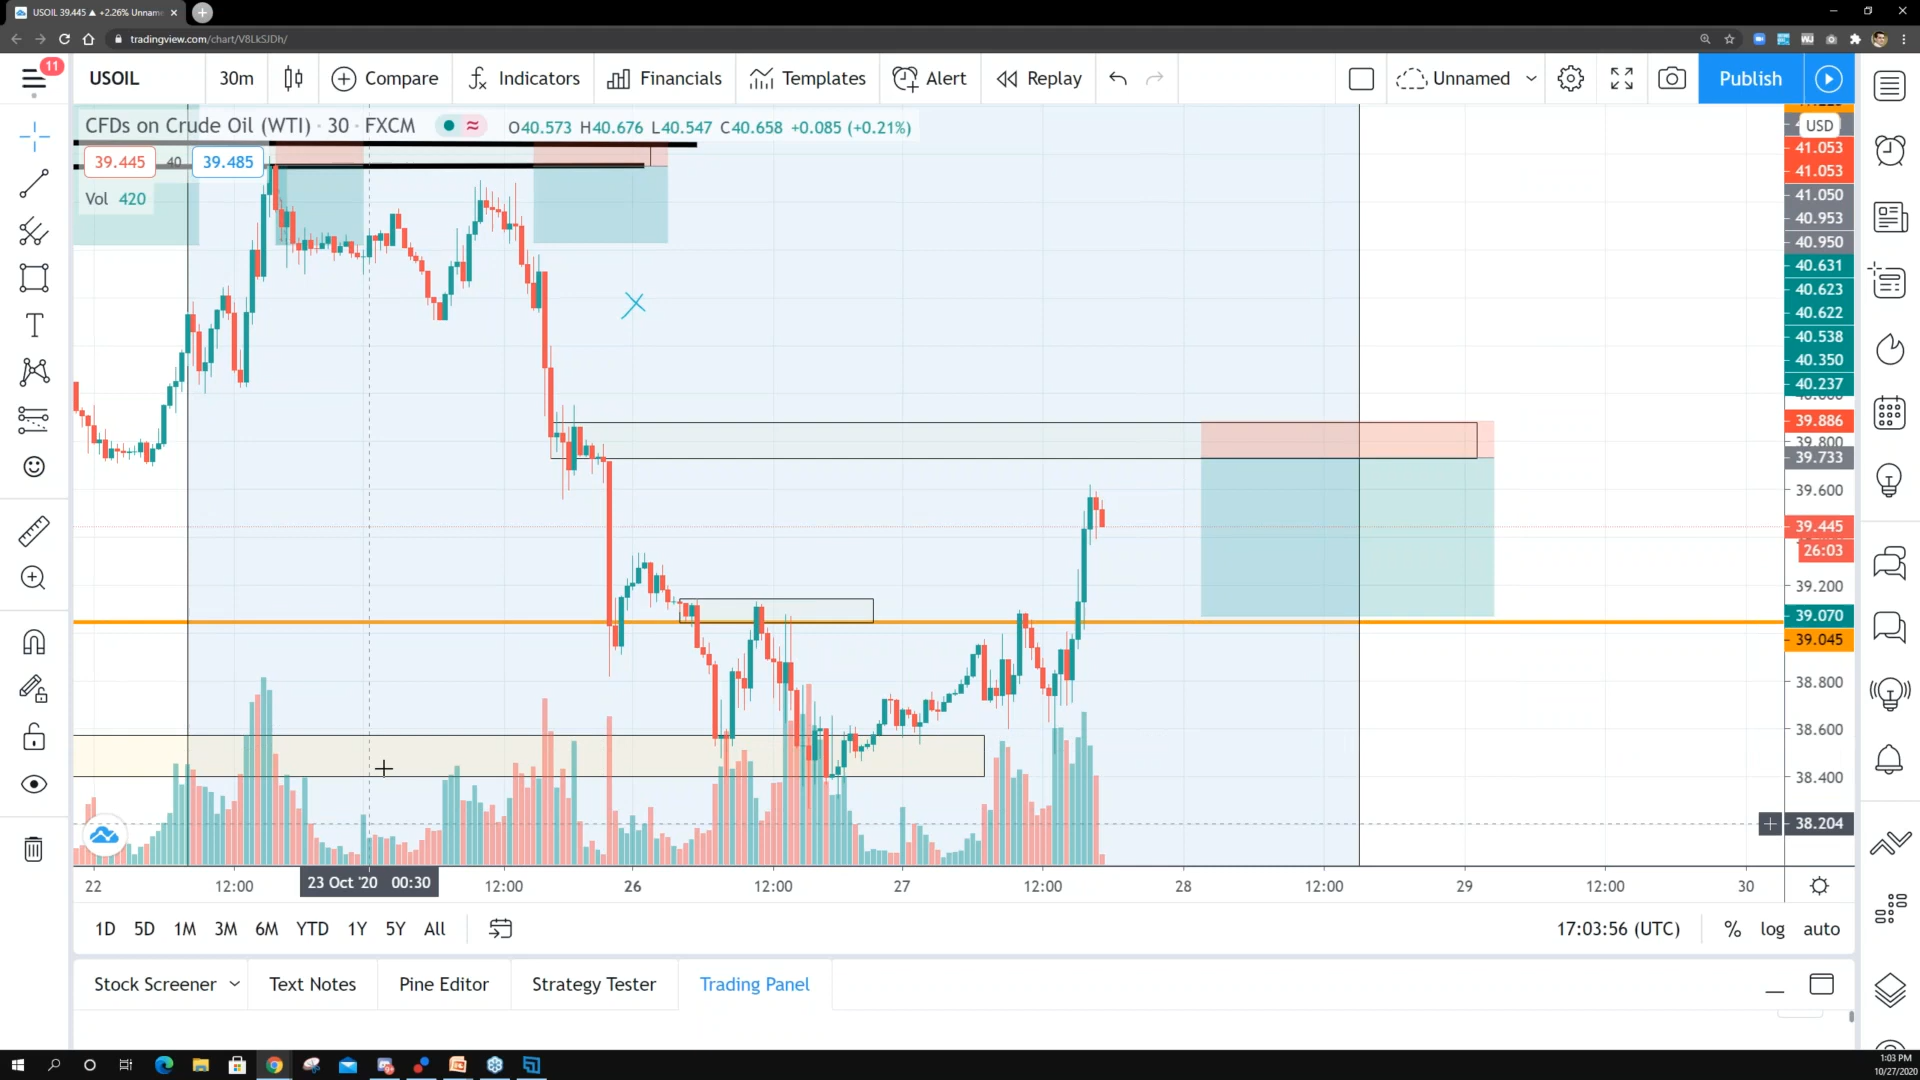 USOIL 39.445 ▲ +2.26% Unnam
tradingview.com/chart/V8LkSJDh/
11
USOIL
30m
Compare
Indicators
Financials
Templates
Alert
Replay
Unnamed
Publish
CFDs on Crude Oil (WTI) · 30 · FXCM
O40.573 H40.676 L40.547 C40.658 +0.085 (+0.21%)
39.445
40
39.485
Vol 420
USD
41.053
41.053
41.050
40.953
40.950
40.631
40.623
40.622
40.538
40.350
40.237
39.886
39.800
39.733
39.600
39.445
26:03
39.200
39.070
39.045
38.800
38.600
38.400
38.204
22
12:00
23 Oct '20 00:30
12:00
26
12:00
27
12:00
28
12:00
29
12:00
30
1D 5D 1M 3M 6M YTD 1Y 5Y All
17:03:56 (UTC)
% log auto
Stock Screener
Text Notes
Pine Editor
Strategy Tester
Trading Panel
1:03 PM
10/27/2020